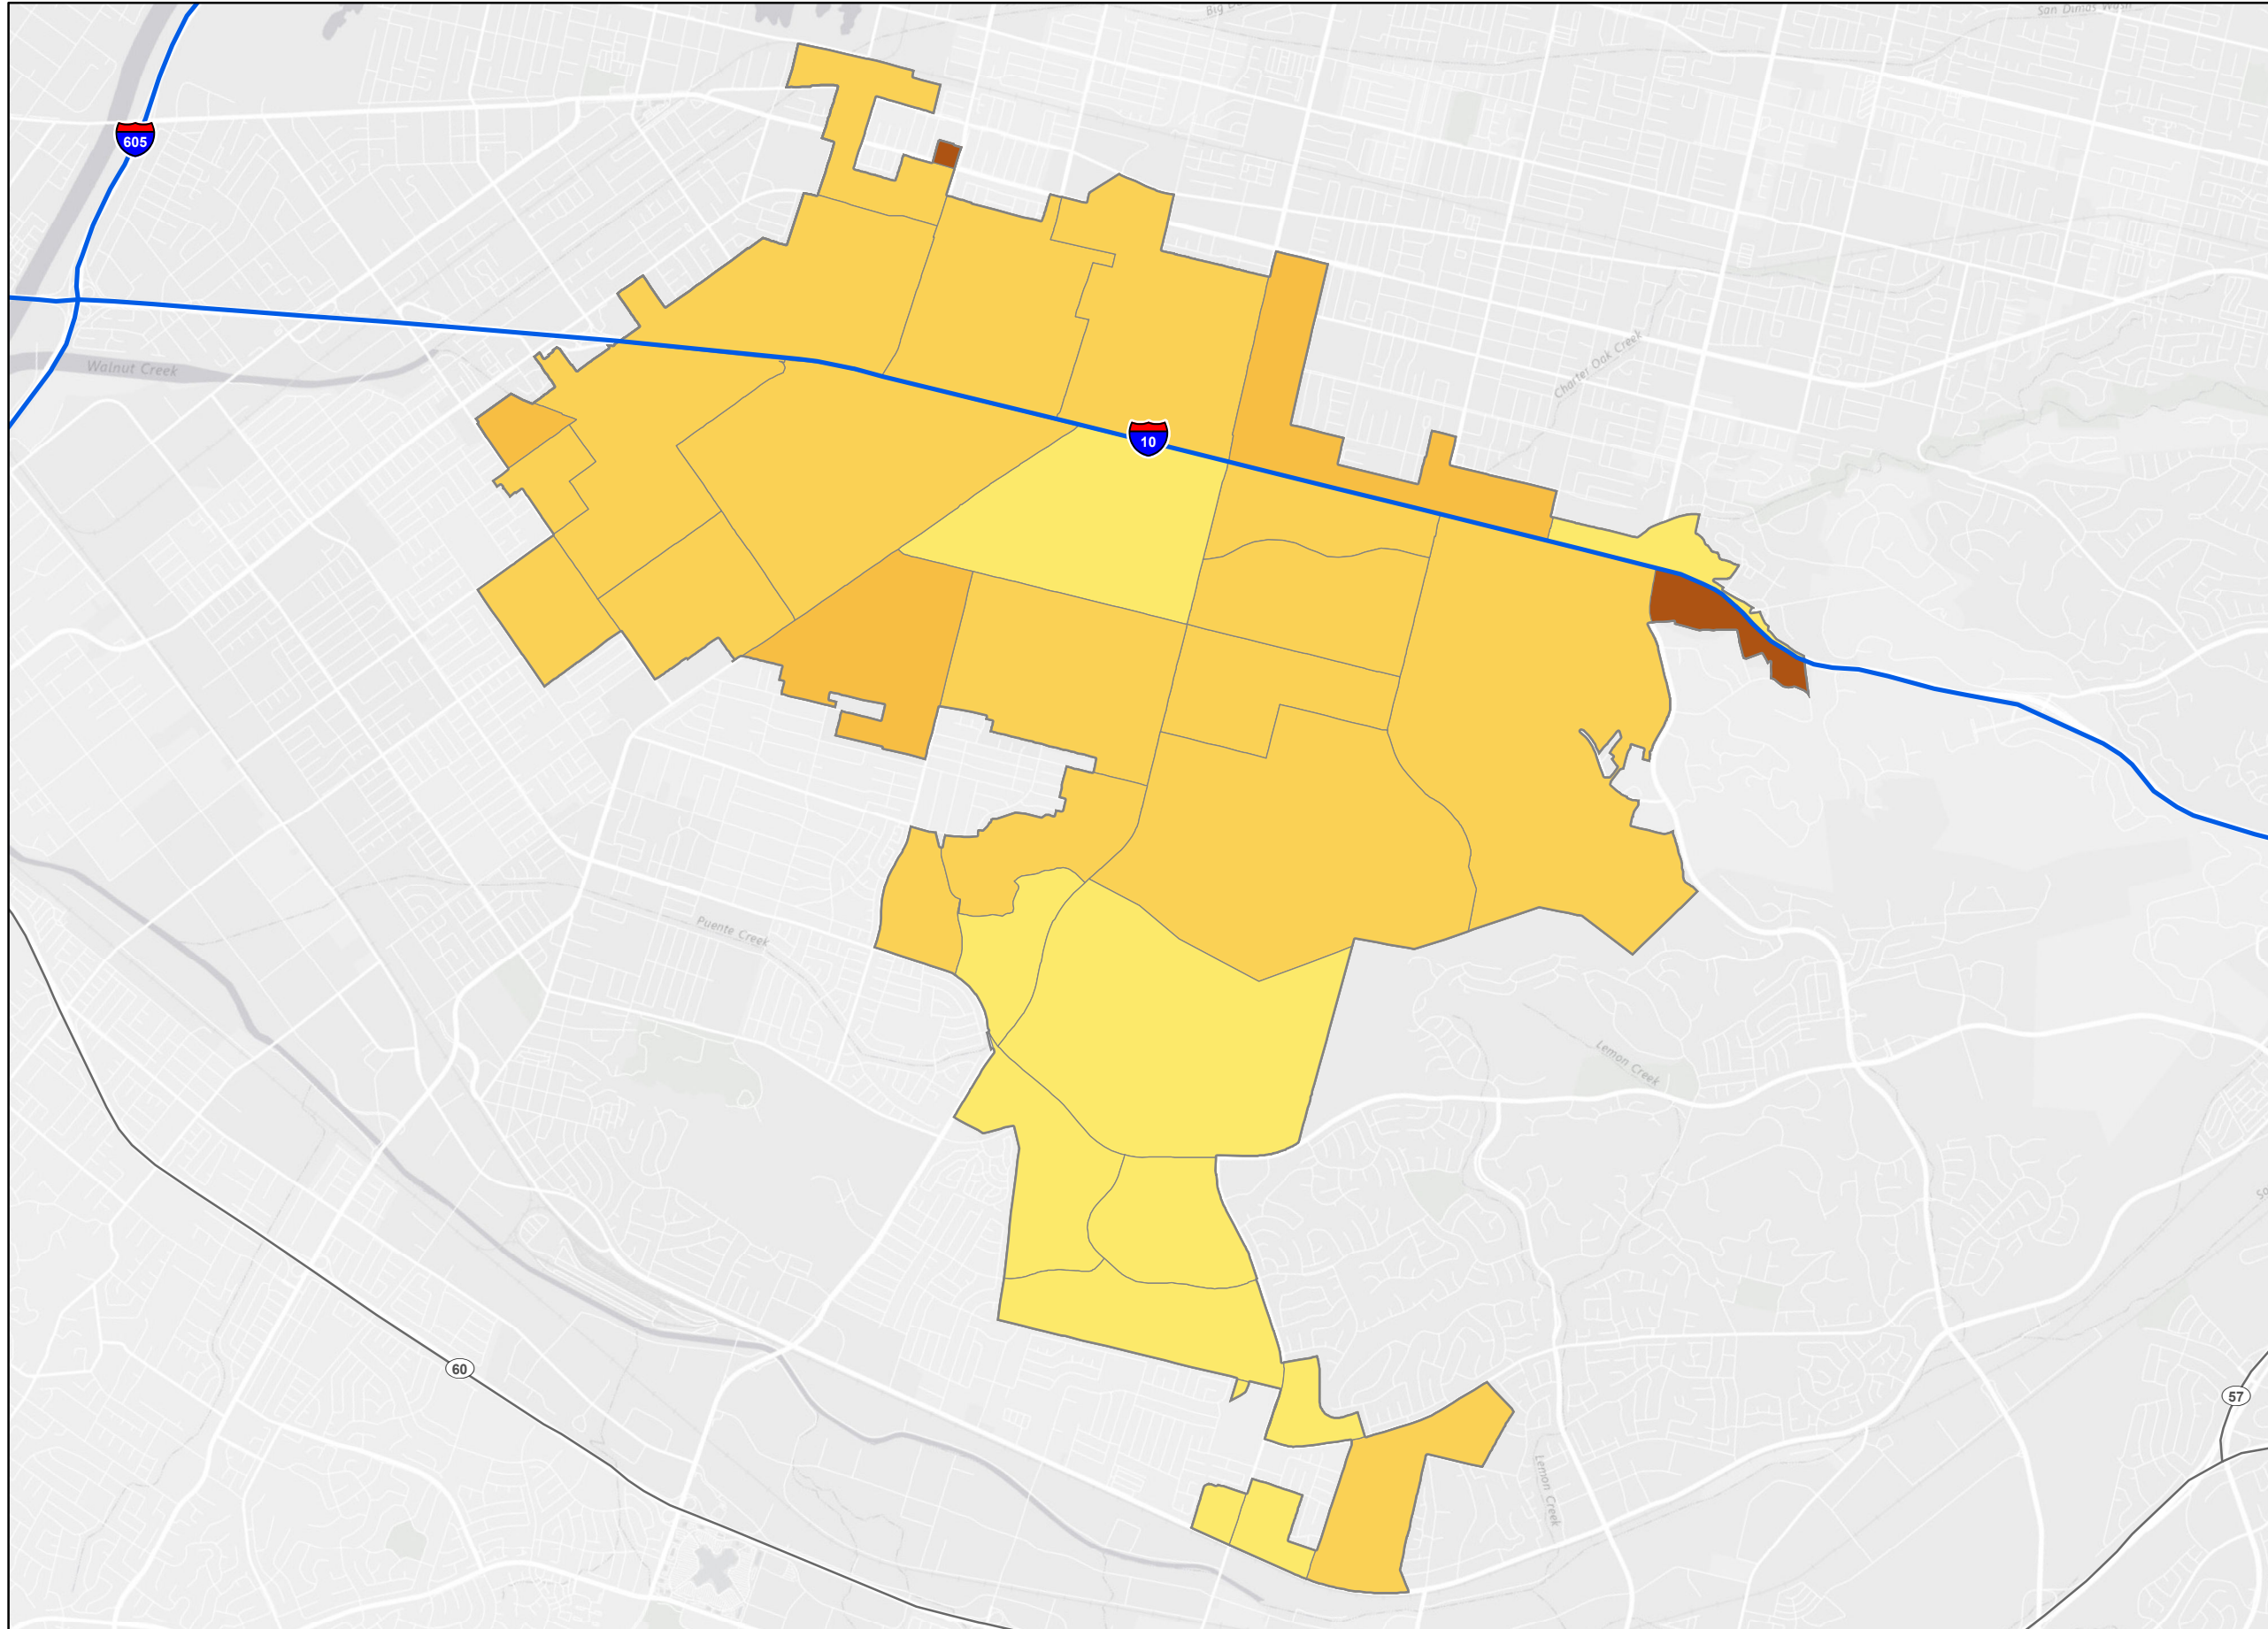 San Dimas Wash
605
Walnut Creek
Charter Oak Creek
10
Puente Creek
Lemon Creek
60
57
Lemon Creek